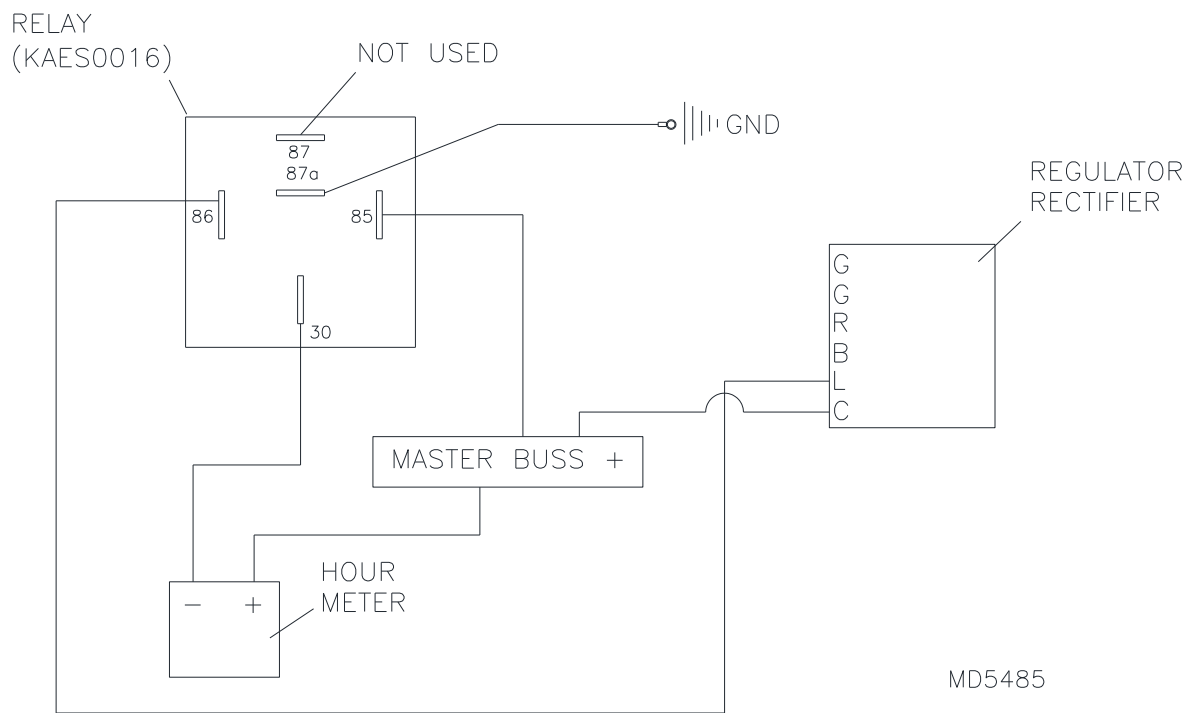 RELAY
(KAES0016)
NOT USED
87
87a
86
85
30
GND
REGULATOR
RECTIFIER
G
G
R
B
L
C
MASTER BUSS +
HOUR
METER
- +
MD5485